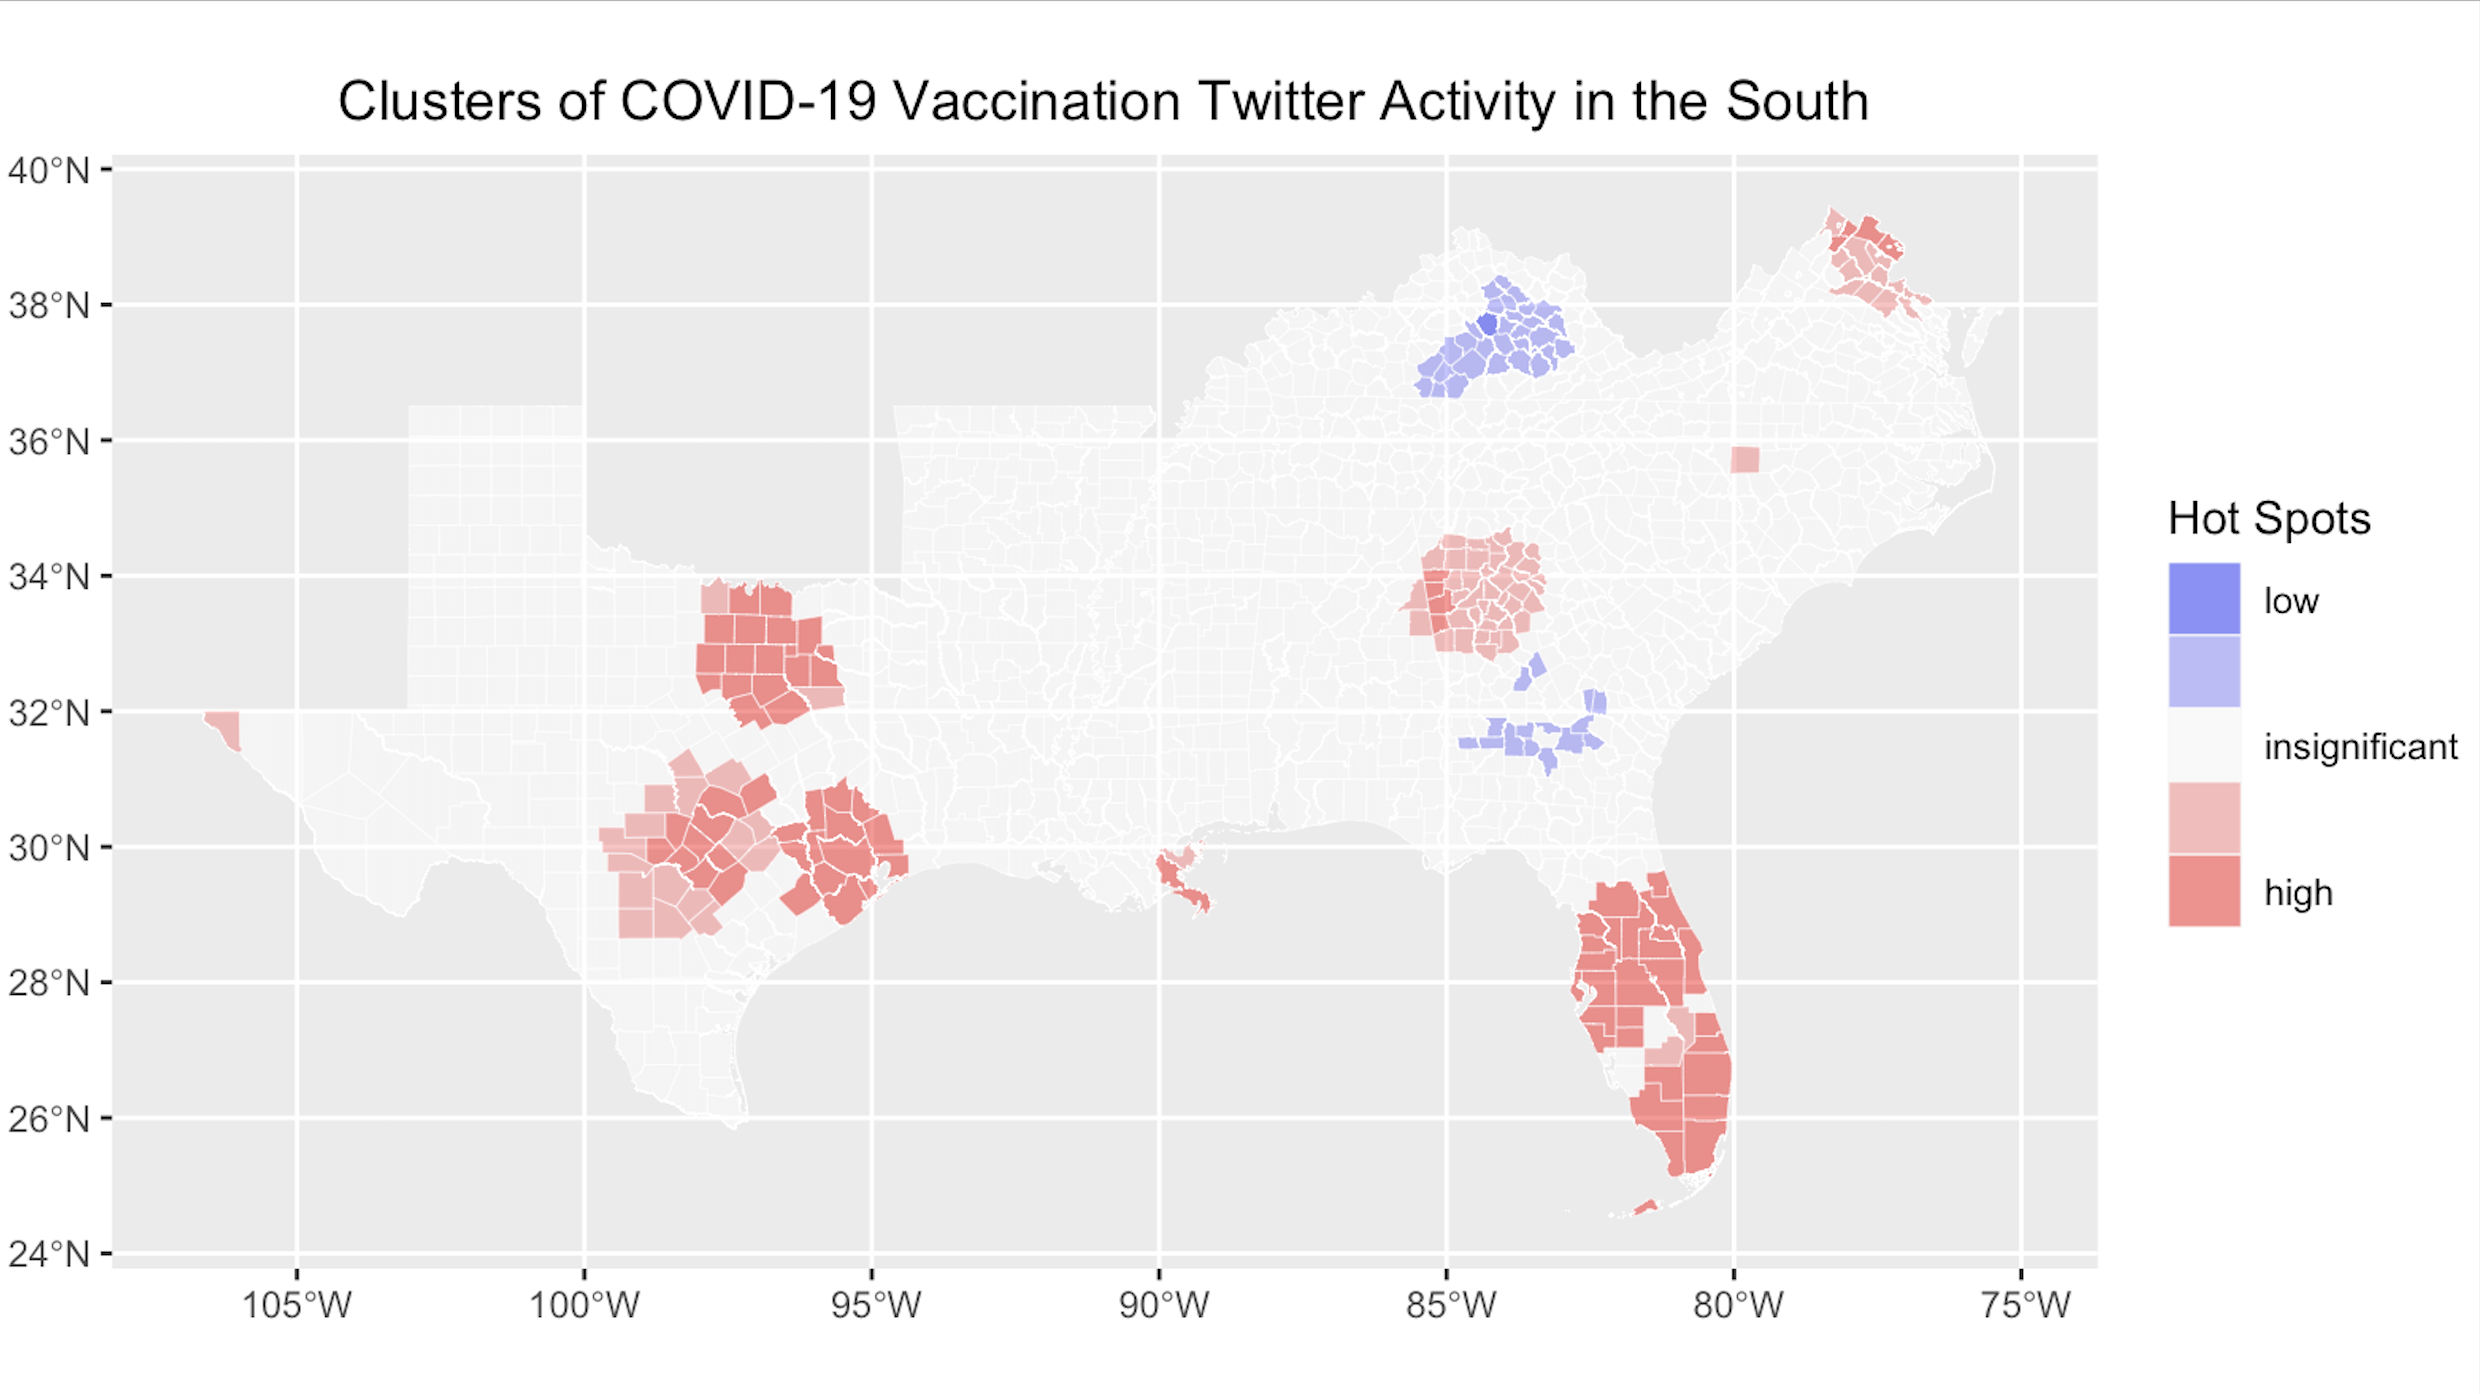 Clusters of COVID-19 Vaccination Twitter Activity in the South
40°N
38°N
36°N
34°N
32°N
30°N
28°N
26°N
24°N
105°W 100°W 95°W 90°W 85°W 80°W 75°W
Hot Spots
low
insignificant
high